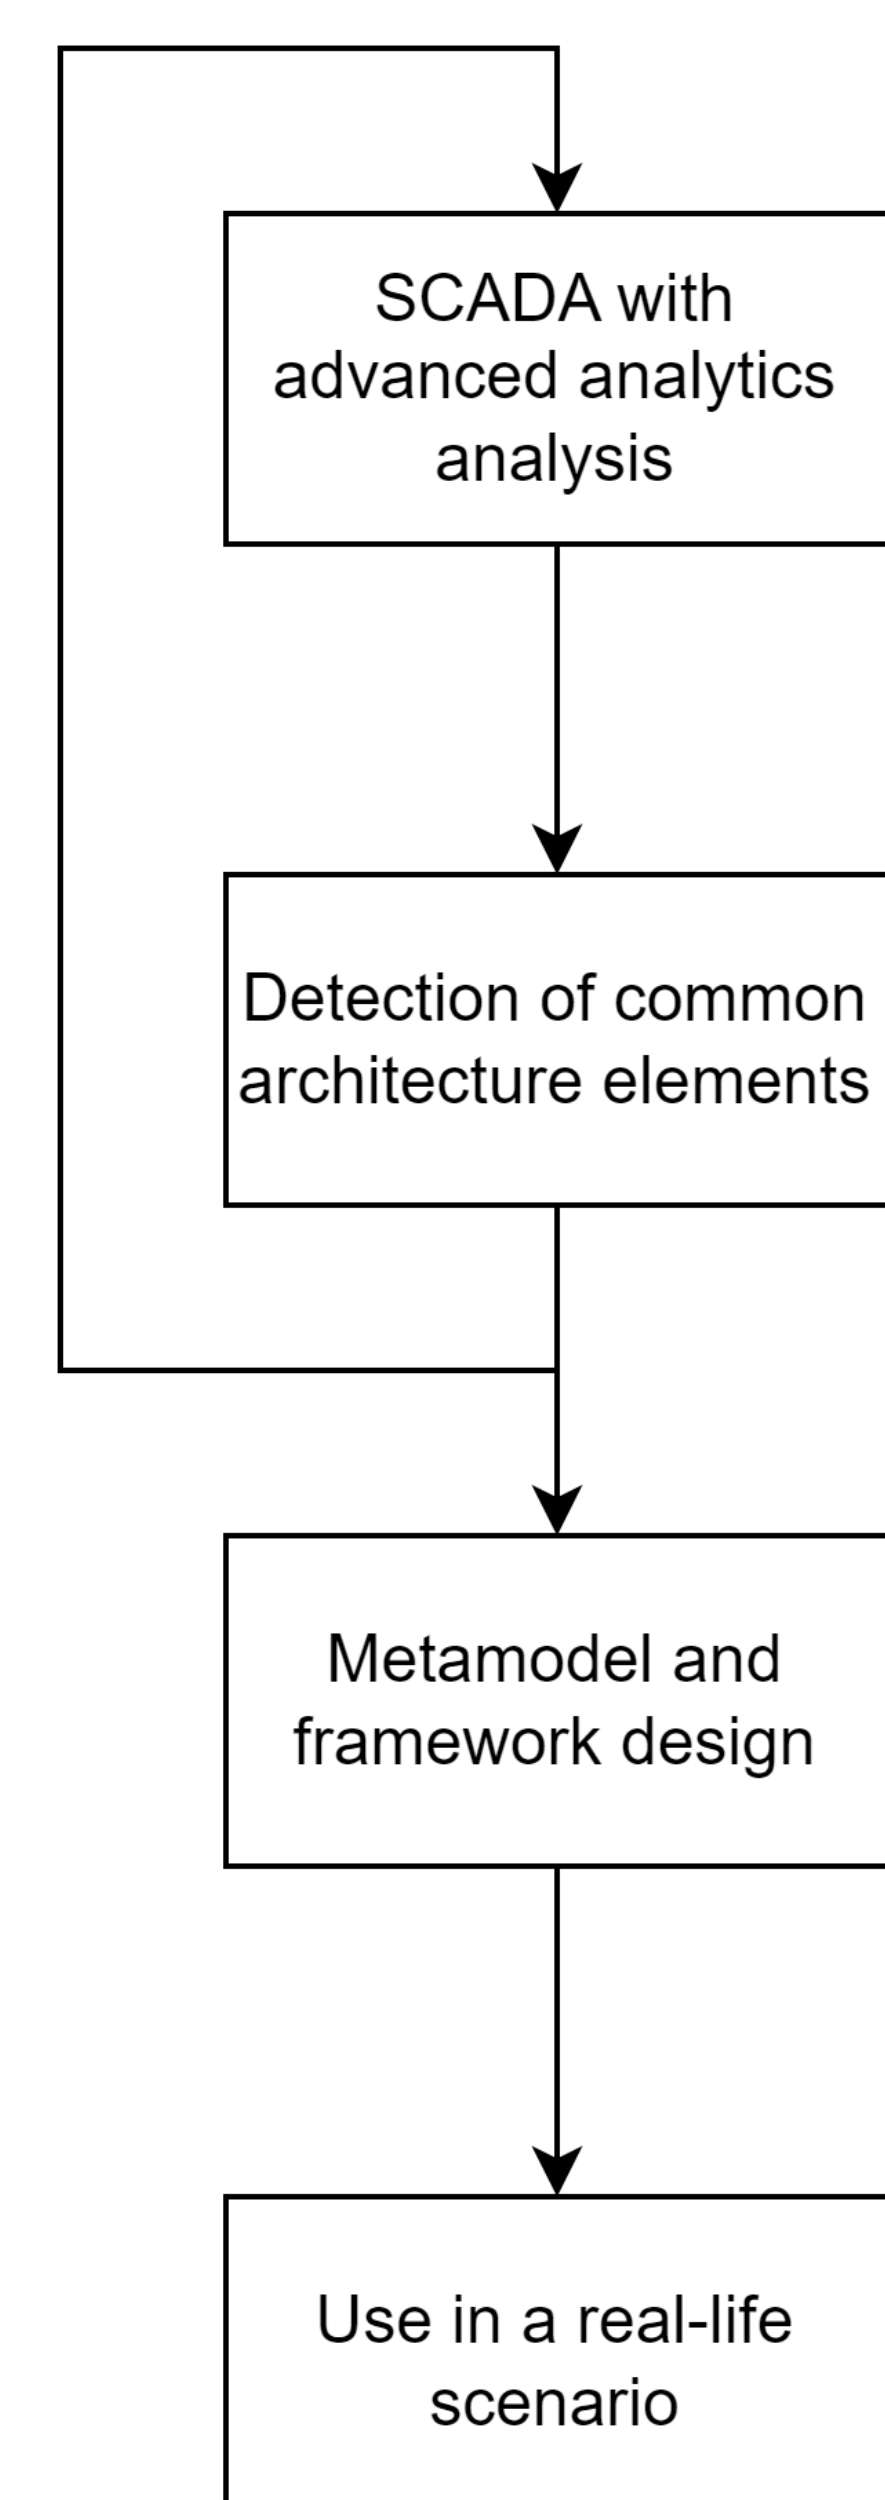 SCADA with
advanced analytics
analysis
Detection of common
architecture elements
Metamodel and
framework design
Use in a real-life
scenario